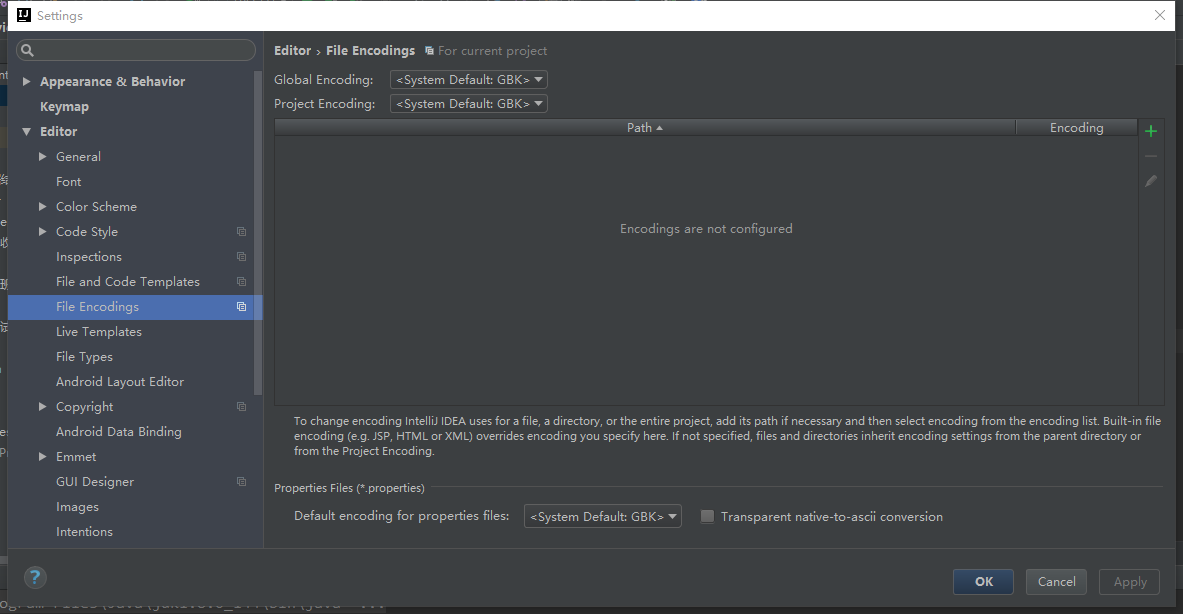 Settings
Editor › File Encodings For current project
Global Encoding: <System Default: GBK>
Project Encoding: <System Default: GBK>
Path Encoding
Encodings are not configured
To change encoding IntelliJ IDEA uses for a file, a directory, or the entire project, add its path if necessary and then select encoding from the encoding list. Built-in file
encoding (e.g. JSP, HTML or XML) overrides encoding you specify here. If not specified, files and directories inherit encoding settings from the parent directory or
from the Project Encoding.
Properties Files (*.properties)
Default encoding for properties files: <System Default: GBK> Transparent native-to-ascii conversion
Appearance & Behavior
Keymap
Editor
General
Font
Color Scheme
Code Style
Inspections
File and Code Templates
File Encodings
Live Templates
File Types
Android Layout Editor
Copyright
Android Data Binding
Emmet
GUI Designer
Images
Intentions
?
OK Cancel Apply